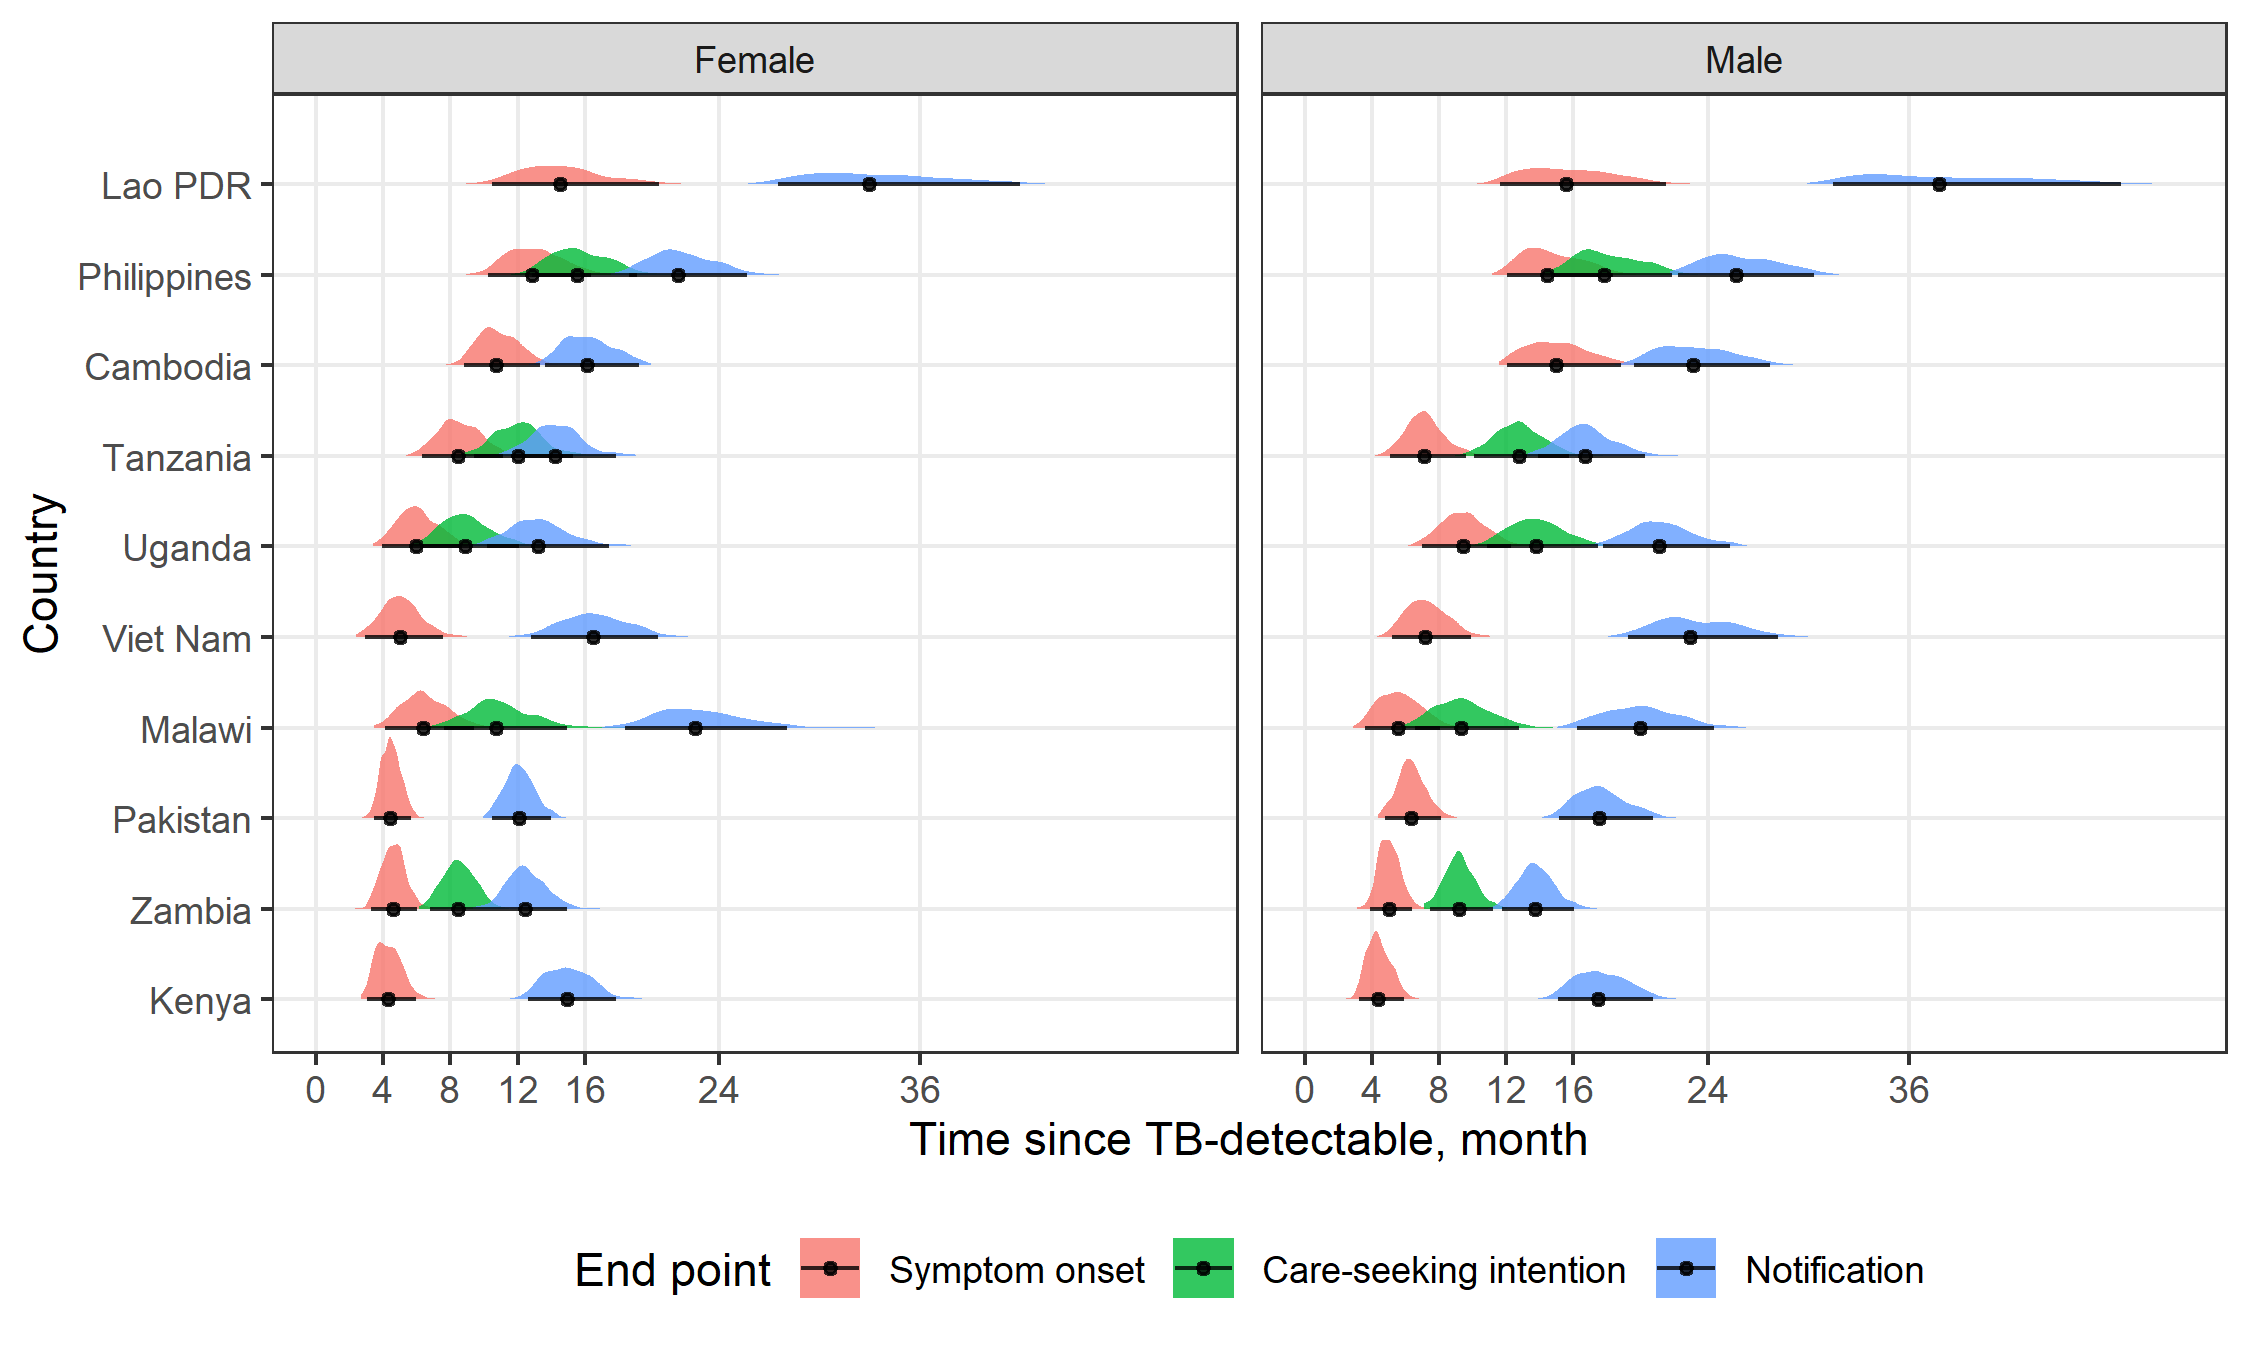 Female Male
Lao PDR
Philippines
Cambodia
Tanzania
Uganda
Viet Nam
Malawi
Pakistan
Zambia
Kenya
Country
0 4 8 12 16 24 36 0 4 8 12 16 24 36
Time since TB-detectable, month
End point Symptom onset Care-seeking intention Notification